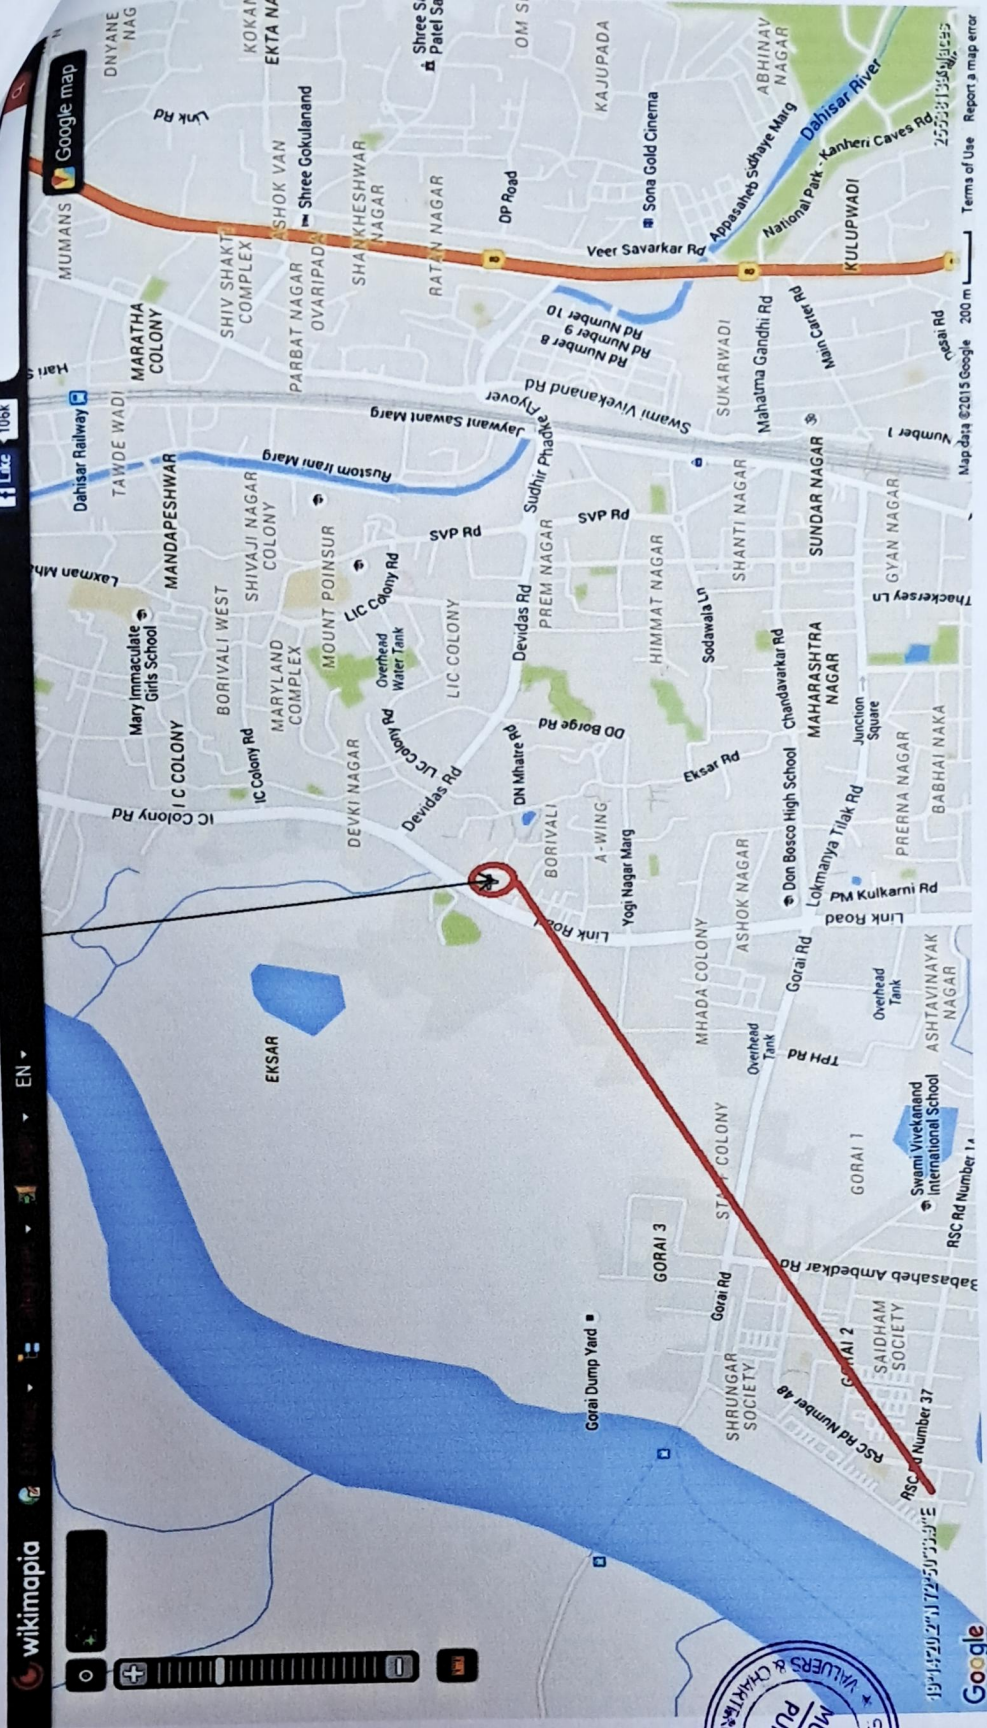 wikimapia
EN
Like
106k
Google map
DNYANE
NAG
KOKAN
EKTA NA
Link Rd
MUMANS
ASHOK VAN
Shree Gokulanand
SHIV SHAKTI
COMPLEX
MARATHA
COLONY
PARBAT NAGAR
OVARIPADA
SHANKHESHWAR
NAGAR
RATAN NAGAR
DP Road
OM S
KAJUPADA
Sona Gold Cinema
ABHINAV
NAGAR
Dahisar River
Appasaheb Sidhaye Marg
National Park - Kanheri Caves Rd
Veer Savarkar Rd
8
8
KULUPWADI
Rd Number 10
Rd Number 9
Rd Number 8
Main Carter Rd
Mahatma Gandhi Rd
SUKARWADI
Desai Rd
Dahisar Railway
TAWDE WADI
Rustom Irani Marg
Jaywant Sawant Marg
Sudhir Phadke Flyover
Swami Vivekanand Rd
Number 1
MANDAPESHWAR
SHIVAJI NAGAR
COLONY
MOUNT POINSUR
SVP Rd
SVP Rd
LIC Colony Rd
LIC COLONY
PREM NAGAR
Devidas Rd
HIMMAT NAGAR
SHANTI NAGAR
SUNDAR NAGAR
GYAN NAGAR
Thackersey Ln
Sodawala Ln
Mary Immaculate
Girls School
BORIVALI WEST
MARYLAND
COMPLEX
Overhead
Water Tank
I C COLONY
IC Colony Rd
IC Colony Rd
DEVKI NAGAR
LIC Colony Rd
Devidas Rd
DN Mhatre Rd
DD Borge Rd
Eksar Rd
Chandavarkar Rd
MAHARASHTRA
NAGAR
Junction
Square
PRERNA NAGAR
BABHAI NAKA
BORIVALI
A-WING
Yogi Nagar Marg
ASHOK NAGAR
Don Bosco High School
Lokmanya Tilak Rd
PM Kulkarni Rd
Link Road
Link Road
MHADA COLONY
Gorai Rd
Overhead
Tank
Overhead
Tank
ASHTAVINAYAK
NAGAR
TPH Rd
EKSAR
STAFF COLONY
GORAI 1
Swami Vivekanand
International School
GORAI 3
Gorai Rd
Babasaheb Ambedkar Rd
Gorai Dump Yard
SHRUNGAR
SOCIETY
GORAI 2
SAIDHAM
SOCIETY
RSC Rd Number 48
RSC Rd Number 37
Google
Map data ©2015 Google
200 m
Terms of Use
Report a map error